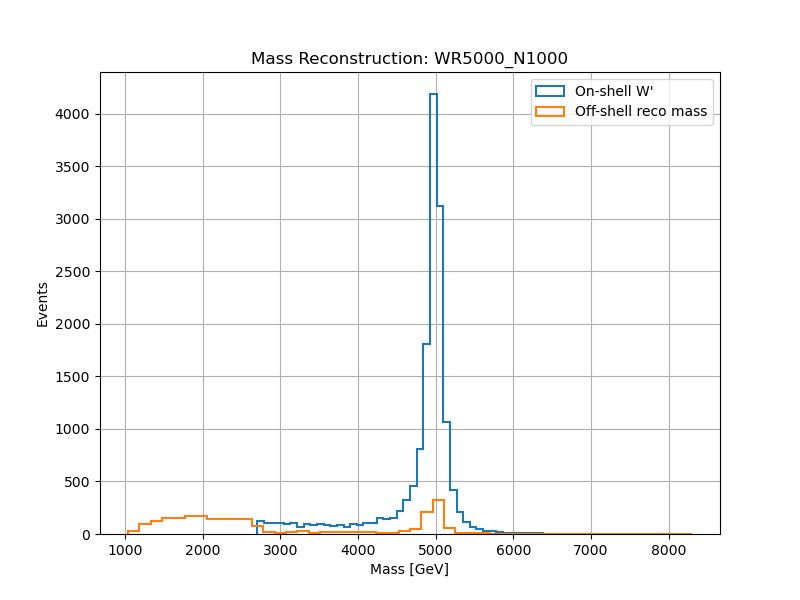 Mass Reconstruction: WR5000_N1000
On-shell W'
Off-shell reco mass
4000
3500
3000
2500
2000
1500
1000
500
0
Events
1000 2000 3000 4000 5000 6000 7000 8000
Mass [GeV]